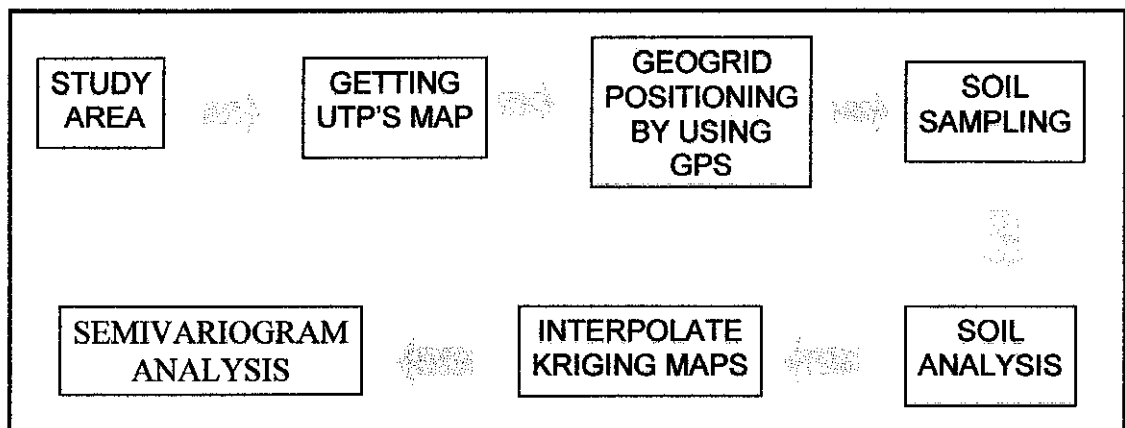 STUDY
AREA
GETTING
UTP'S MAP
GEOGRID
POSITIONING
BY USING
GPS
SOIL
SAMPLING
SOIL
ANALYSIS
INTERPOLATE
KRIGING MAPS
SEMIVARIOGRAM
ANALYSIS